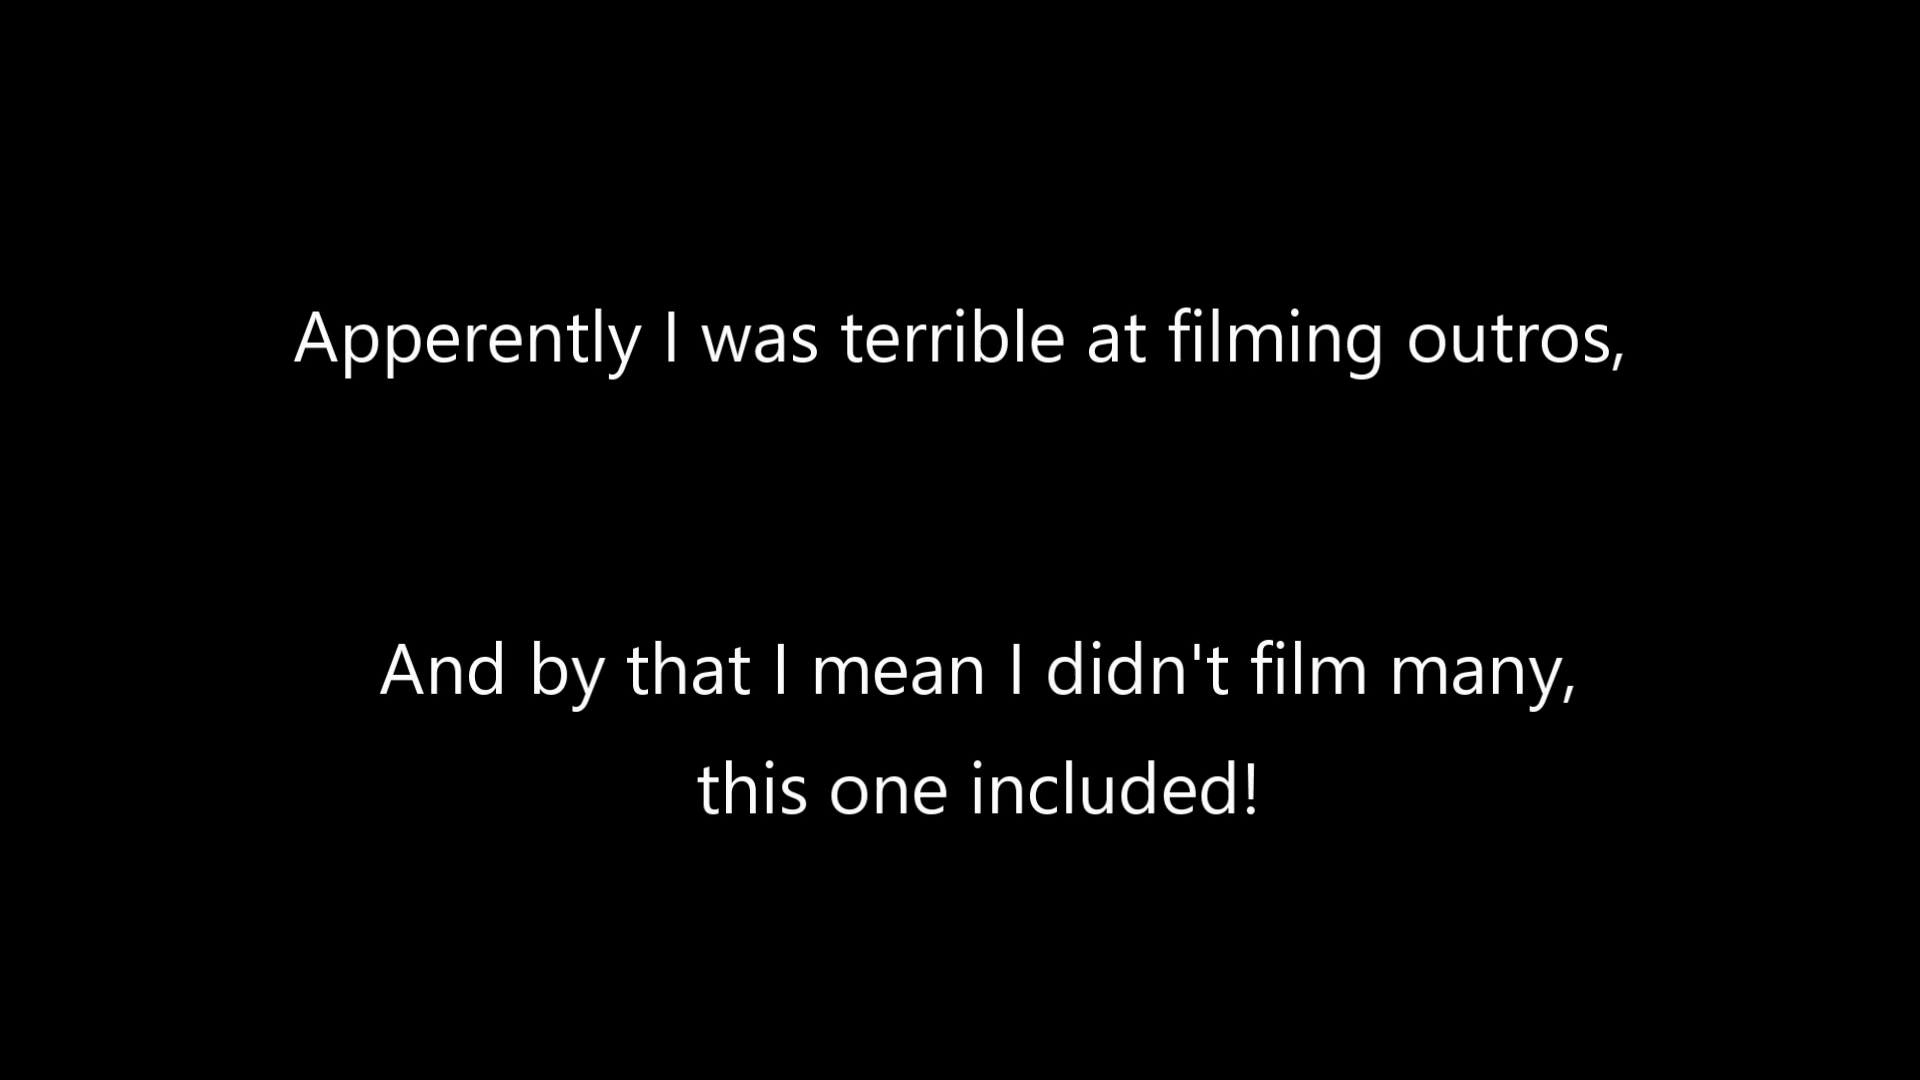 Apperently I was terrible at filming outros,
And by that I mean I didn't film many,
this one included!